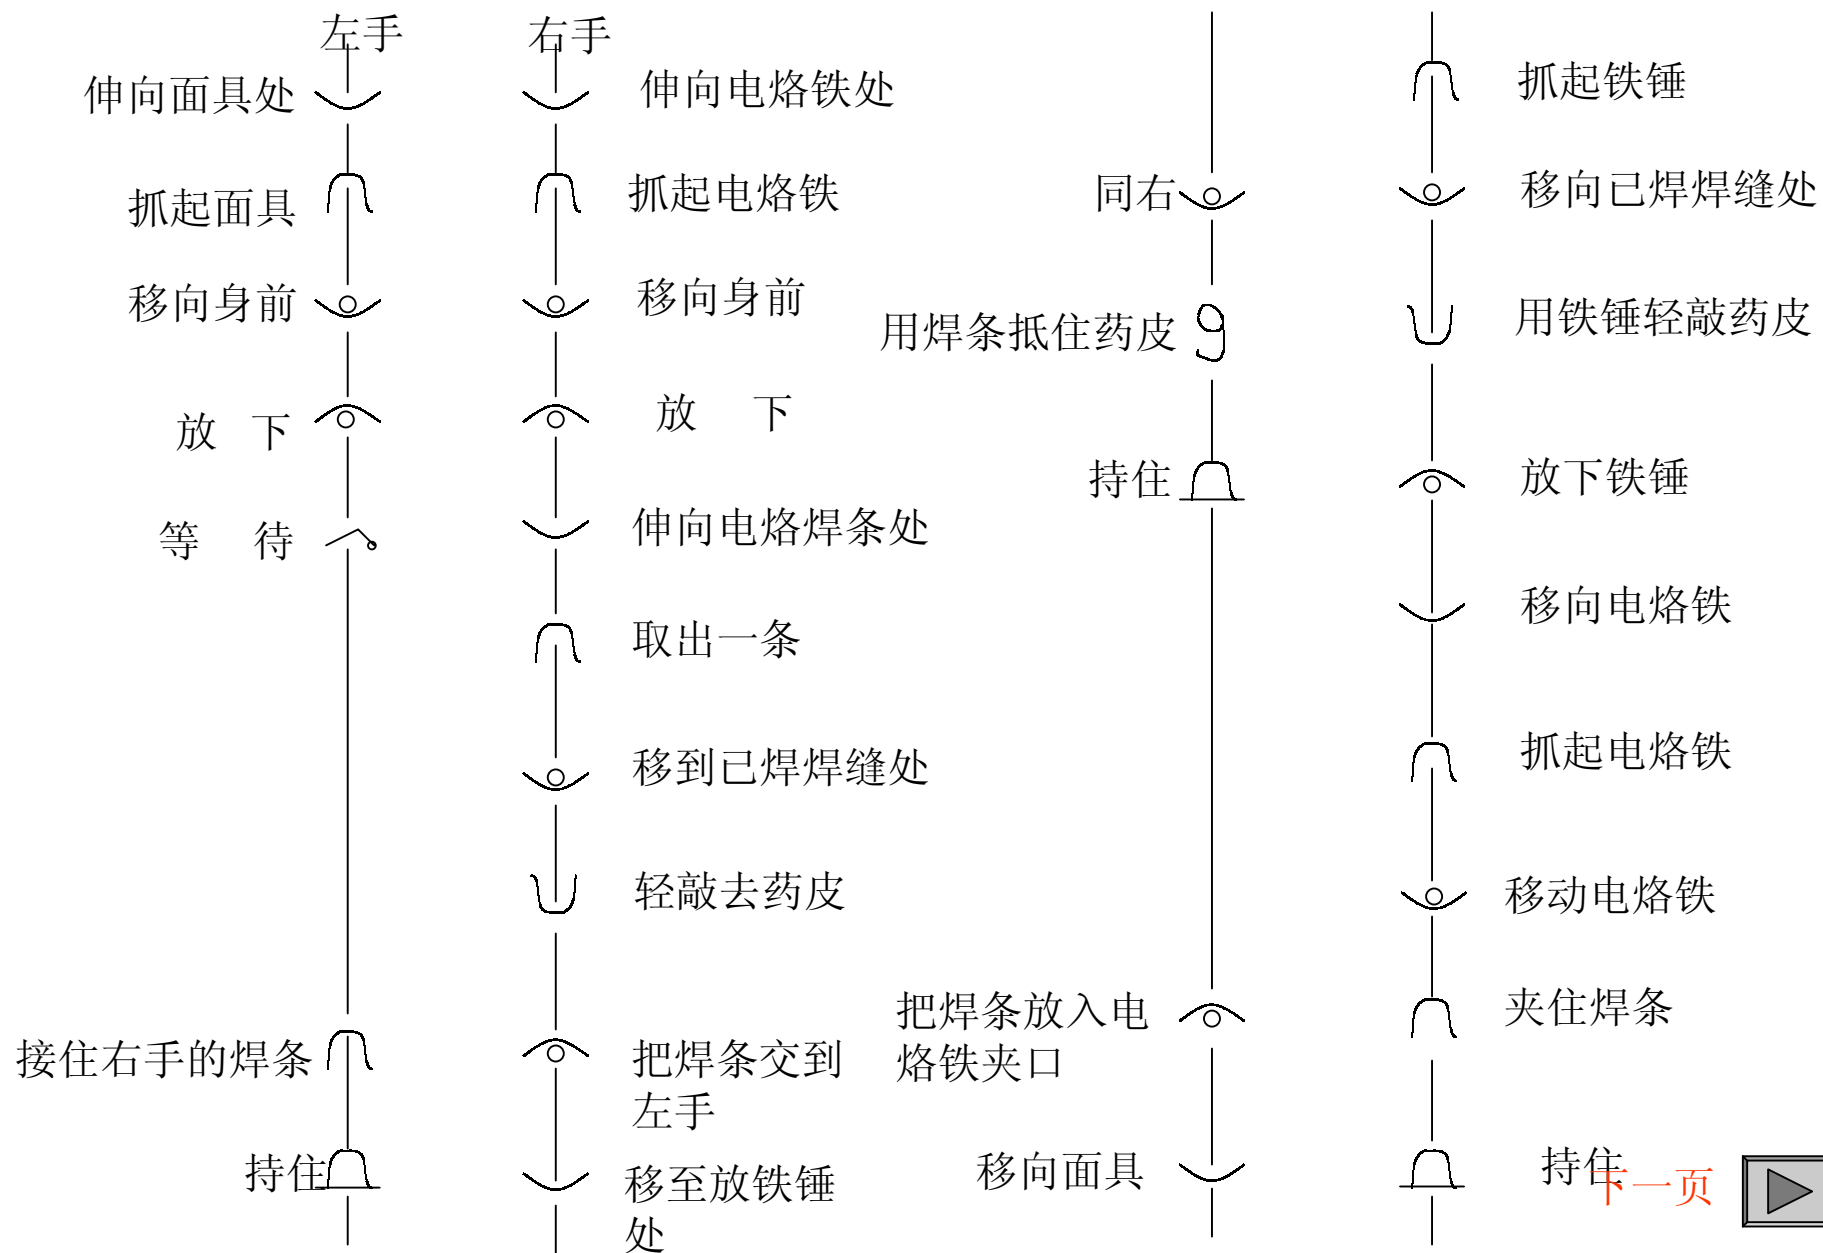 左手
伸向面具处
抓起面具
移向身前
放 下
等 待
接住右手的焊条
持住
右手
伸向电烙铁处
抓起电烙铁
移向身前
放 下
伸向电烙焊条处
取出一条
移到已焊焊缝处
轻敲去药皮
把焊条交到
左手
移至放铁锤
处
同右
用焊条抵住药皮
持住
把焊条放入电
烙铁夹口
移向面具
抓起铁锤
移向已焊焊缝处
用铁锤轻敲药皮
放下铁锤
移向电烙铁
抓起电烙铁
移动电烙铁
夹住焊条
持住
下一页